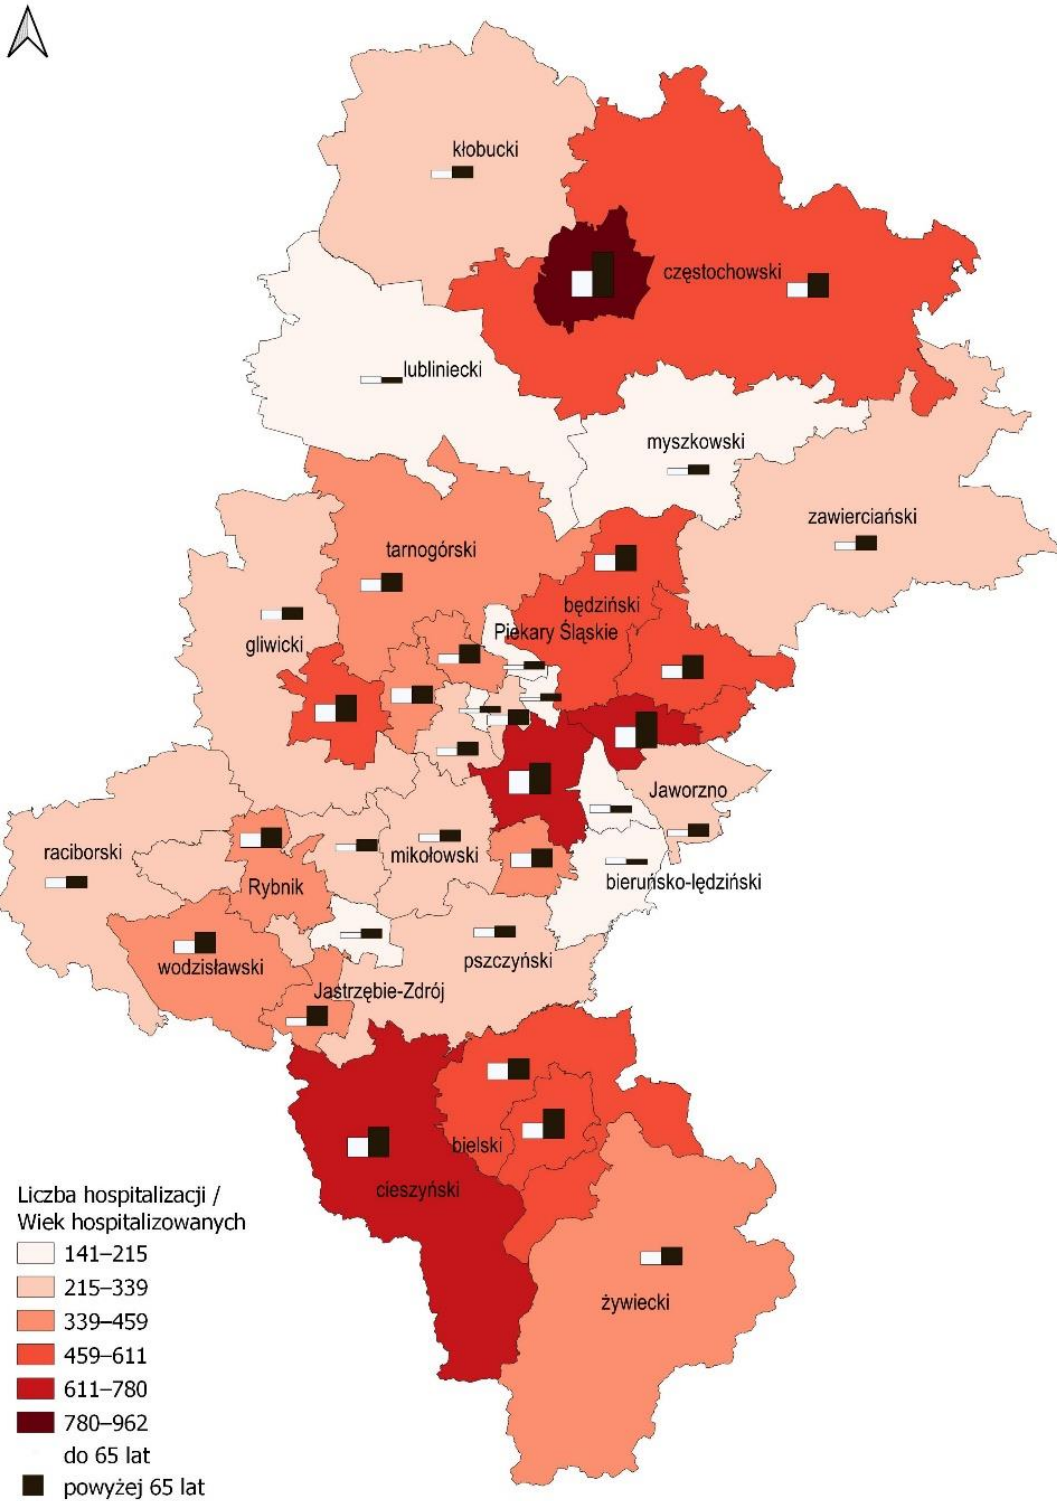 kłobucki
częstochowski
lubliniecki
myszkowski
zawierciański
tarnogórski
będziński
Piekary Śląskie
gliwicki
Jaworzno
raciborski
mikołowski
bieruńsko-lędziński
Rybnik
pszczyński
wodzisławski
Jastrzębie-Zdrój
bielski
cieszyński
żywiecki
Liczba hospitalizacji /
Wiek hospitalizowanych
141–215
215–339
339–459
459–611
611–780
780–962
do 65 lat
powyżej 65 lat